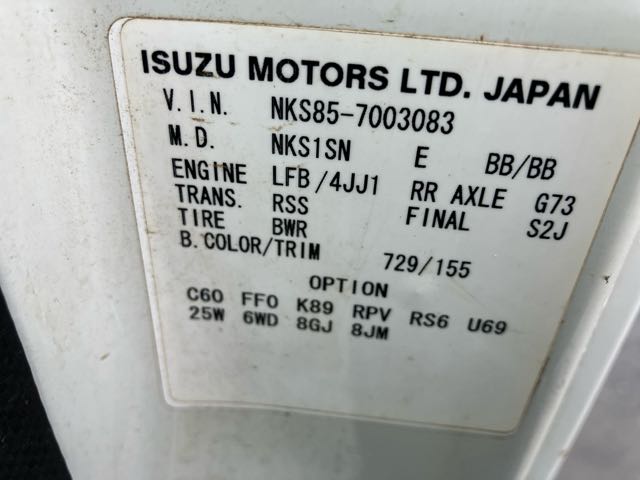 ISUZU MOTORS LTD. JAPAN
V.I.N. NKS85-7003083
M.D. NKS1SN E BB/BB
ENGINE LFB/4JJ1 RR AXLE G73
TRANS. RSS FINAL S2J
TIRE BWR
B.COLOR/TRIM 729/155
OPTION
C60 FF0 K89 RPV RS6 U69
25W 6WD 8GJ 8JM